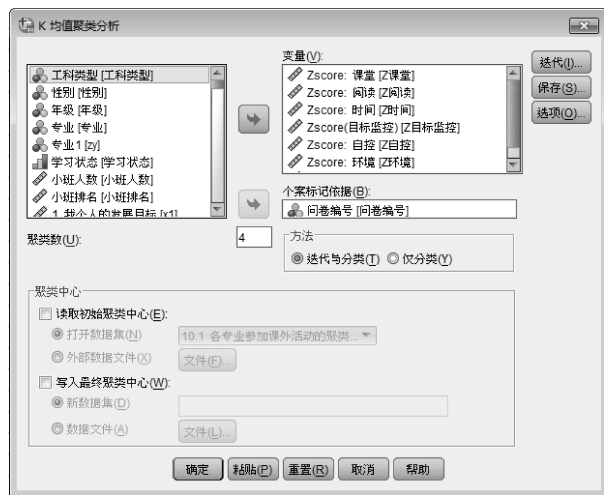 K 均值聚类分析
变量(V):
工科类型 [工科类型]
性别 [性别]
年级 [年级]
专业 [专业]
专业1 [zy]
学习状态 [学习状态]
小班人数 [小班人数]
小班排名 [小班排名]
1. 我个人的发展目标 [x1]
Zscore: 课堂 [Z课堂]
Zscore: 阅读 [Z阅读]
Zscore: 时间 [Z时间]
Zscore(目标监控) [Z目标监控]
Zscore: 自控 [Z自控]
Zscore: 环境 [Z环境]
迭代(I)...
保存(S)...
选项(O)...
个案标记依据(B):
问卷编号 [问卷编号]
聚类数(U): 4
方法
迭代与分类(T) 仅分类(Y)
聚类中心
读取初始聚类中心(E):
打开数据集(N) 10.1 各专业参加课外活动的聚类...
外部数据文件(X) 文件(F)...
写入最终聚类中心(W):
新数据集(D)
数据文件(A) 文件(L)...
确定 粘贴(P) 重置(R) 取消 帮助